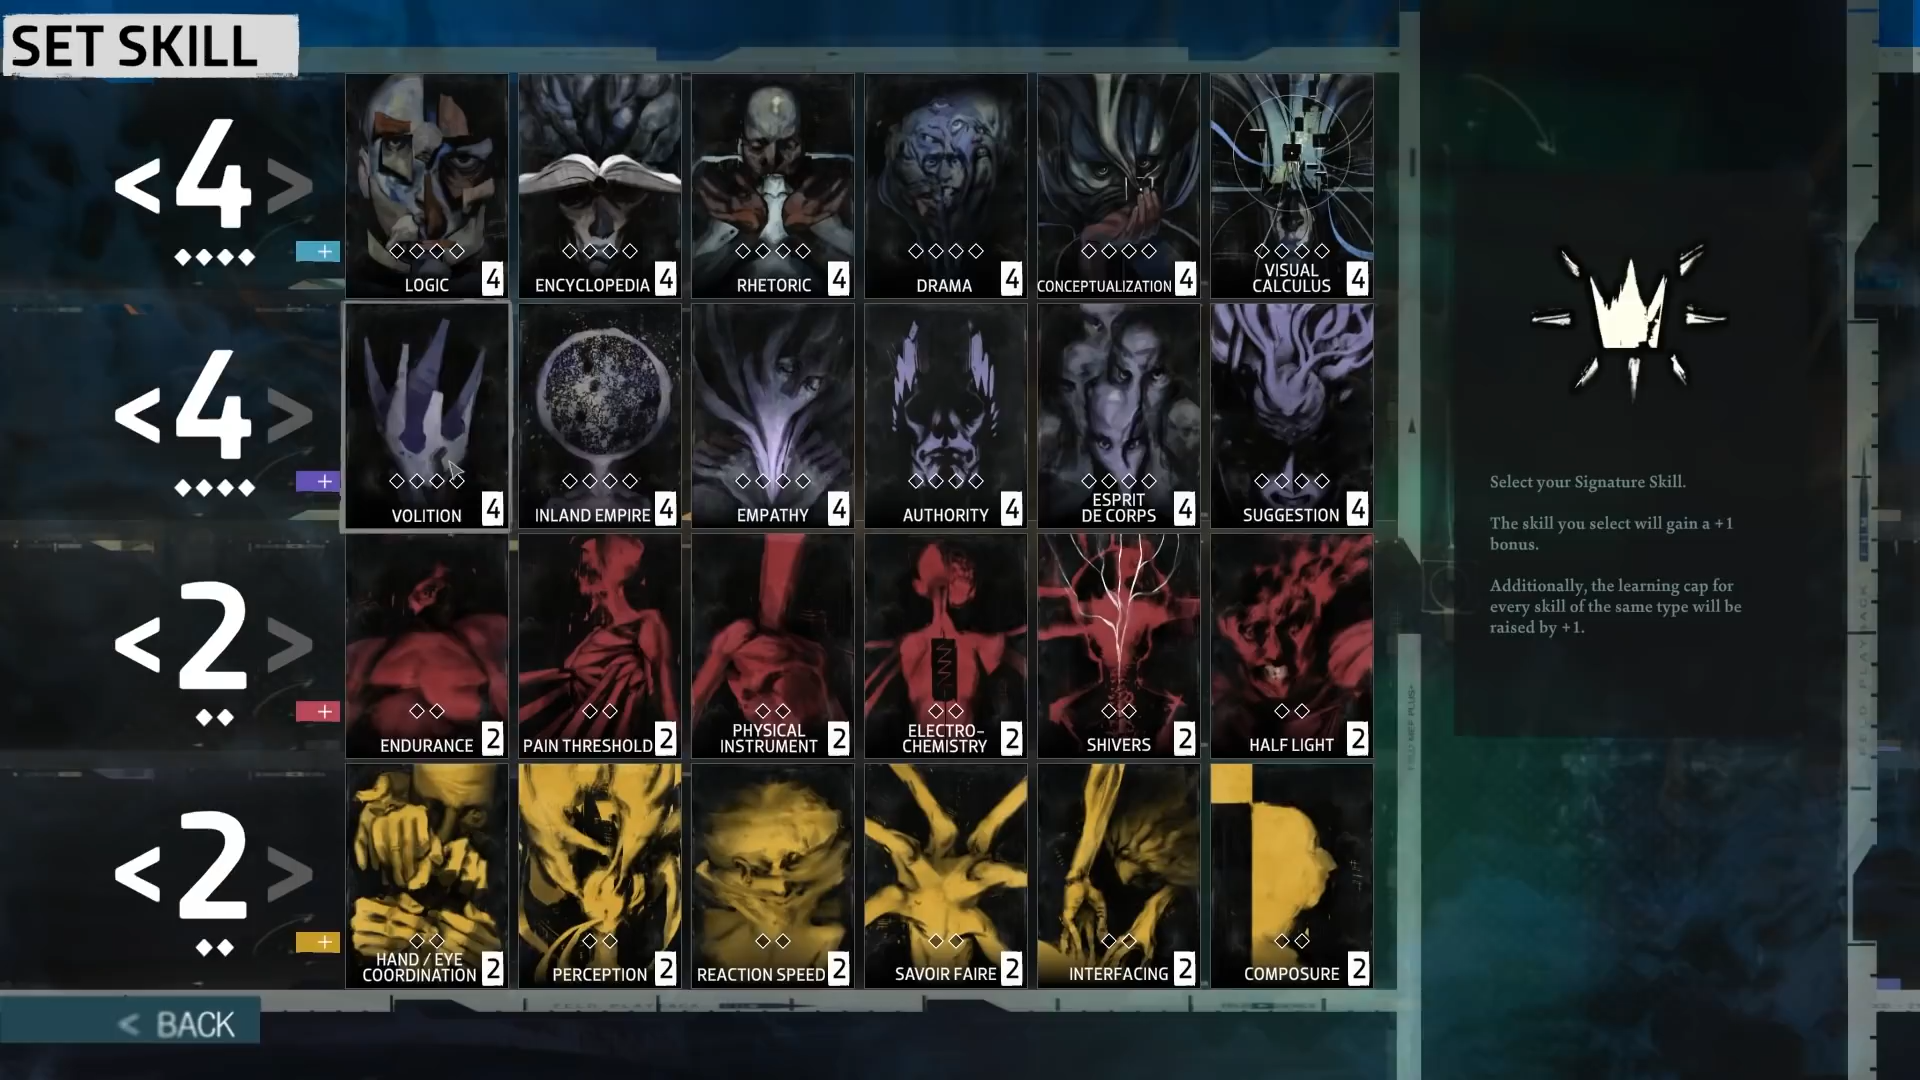 SET SKILL
< 4 >
+
LOGIC 4
ENCYCLOPEDIA 4
RHETORIC 4
DRAMA 4
CONCEPTUALIZATION 4
VISUAL
CALCULUS 4
< 4 >
+
VOLITION 4
INLAND EMPIRE 4
EMPATHY 4
AUTHORITY 4
ESPRIT
DE CORPS 4
SUGGESTION 4
< 2 >
+
ENDURANCE 2
PAIN THRESHOLD 2
PHYSICAL
INSTRUMENT 2
ELECTRO-
CHEMISTRY 2
SHIVERS 2
HALF LIGHT 2
< 2 >
+
HAND / EYE
COORDINATION 2
PERCEPTION 2
REACTION SPEED 2
SAVOIR FAIRE 2
INTERFACING 2
COMPOSURE 2
< BACK
Select your Signature Skill.
The skill you select will gain a +1
bonus.
Additionally, the learning cap for
every skill of the same type will be
raised by +1.